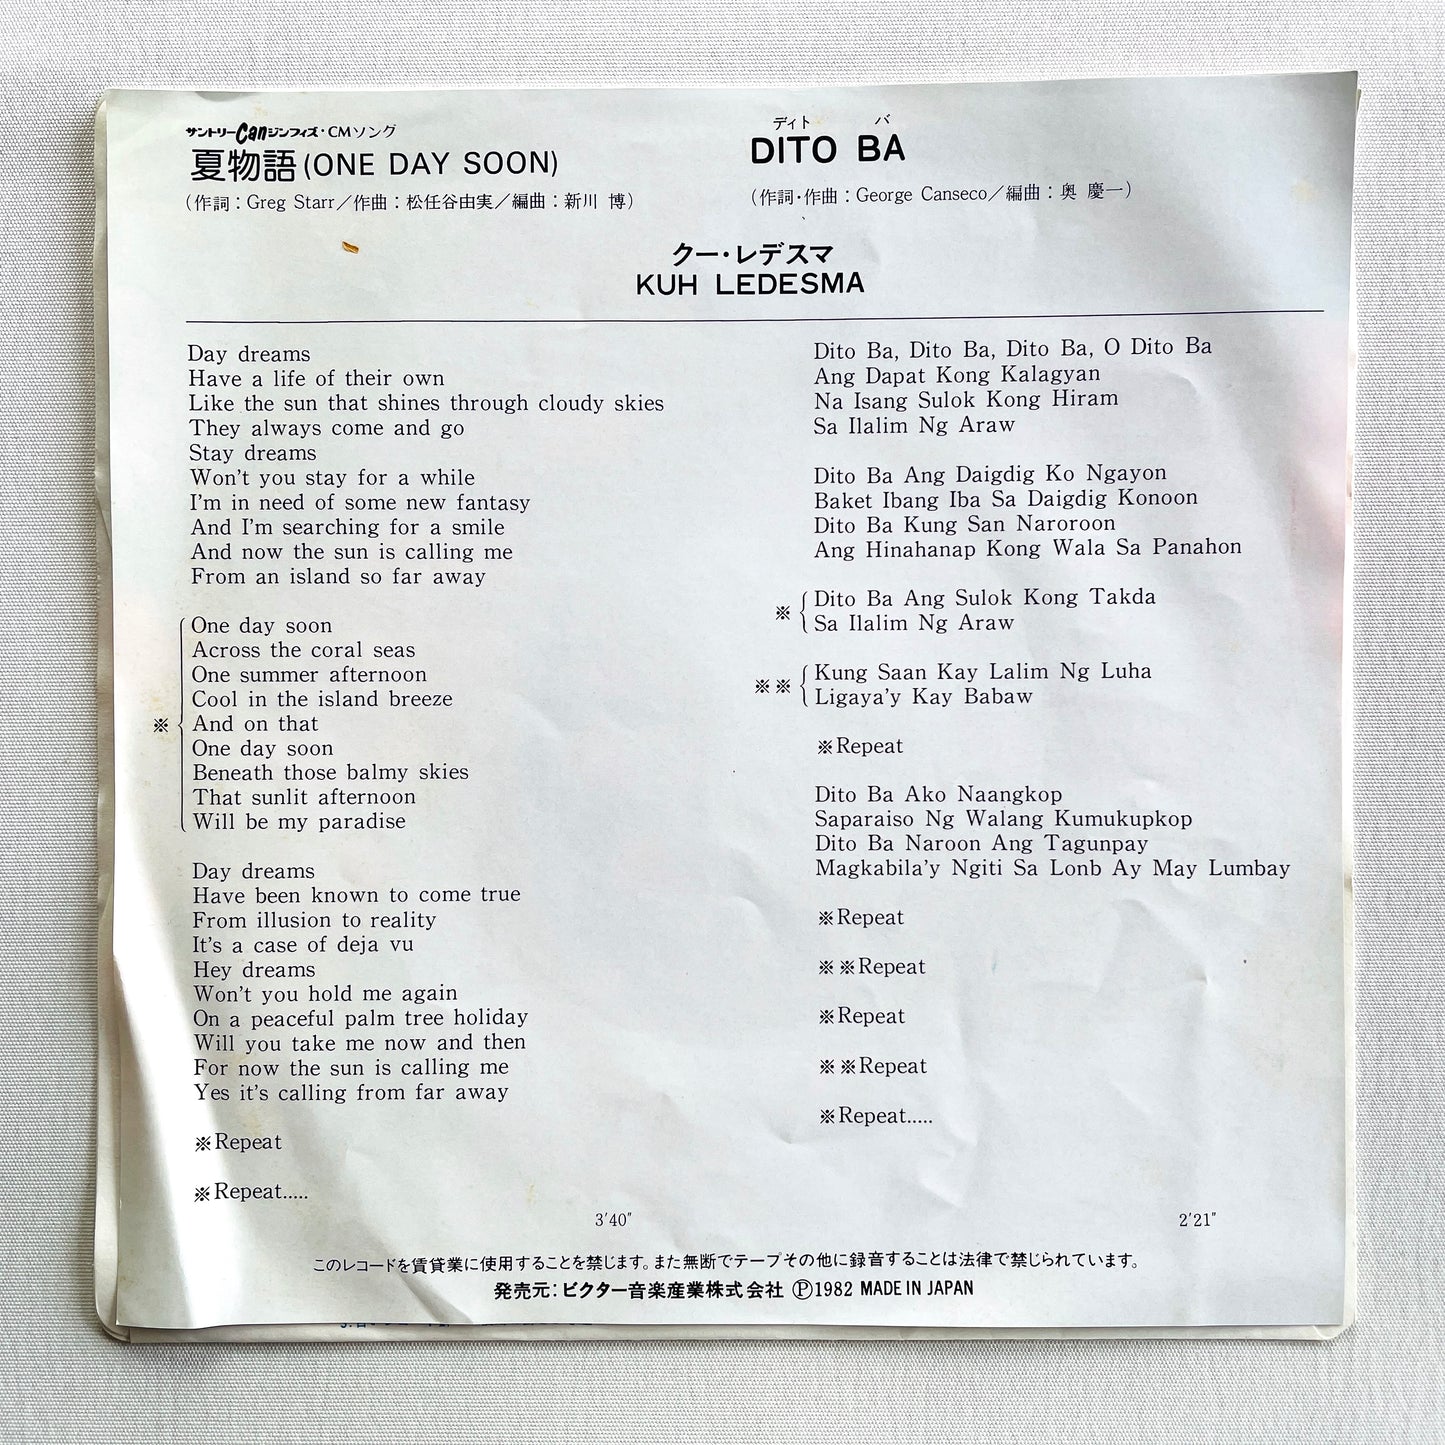 サントリーCanジンフィズ・CMソング
夏物語(ONE DAY SOON)
(作詞：Greg Starr／作曲：松任谷由実／編曲：新川 博)
ディト バ
DITO BA
(作詞・作曲：George Canseco／編曲：奥 慶一)
クー・レデスマ
KUH LEDESMA
Day dreams
Have a life of their own
Like the sun that shines through cloudy skies
They always come and go
Stay dreams
Won't you stay for a while
I'm in need of some new fantasy
And I'm searching for a smile
And now the sun is calling me
From an island so far away
One day soon
Across the coral seas
One summer afternoon
Cool in the island breeze
※ And on that
One day soon
Beneath those balmy skies
That sunlit afternoon
Will be my paradise
Day dreams
Have been known to come true
From illusion to reality
It's a case of deja vu
Hey dreams
Won't you hold me again
On a peaceful palm tree holiday
Will you take me now and then
For now the sun is calling me
Yes it's calling from far away
※Repeat
※Repeat.....
3'40"
Dito Ba, Dito Ba, Dito Ba, O Dito Ba
Ang Dapat Kong Kalagyan
Na Isang Sulok Kong Hiram
Sa Ilalim Ng Araw
Dito Ba Ang Daigdig Ko Ngayon
Baket Ibang Iba Sa Daigdig Konoon
Dito Ba Kung San Naroroon
Ang Hinahanap Kong Wala Sa Panahon
※ Dito Ba Ang Sulok Kong Takda
Sa Ilalim Ng Araw
※※ Kung Saan Kay Lalim Ng Luha
Ligaya'y Kay Babaw
※Repeat
Dito Ba Ako Naangkop
Saparaiso Ng Walang Kumukupkop
Dito Ba Naroon Ang Tagunpay
Magkabila'y Ngiti Sa Lonb Ay May Lumbay
※Repeat
※※Repeat
※Repeat
※※Repeat
※Repeat.....
2'21"
このレコードを賃貸業に使用することを禁じます。また無断でテープその他に録音することは法律で禁じられています。
発売元：ビクター音楽産業株式会社 Ⓟ1982 MADE IN JAPAN